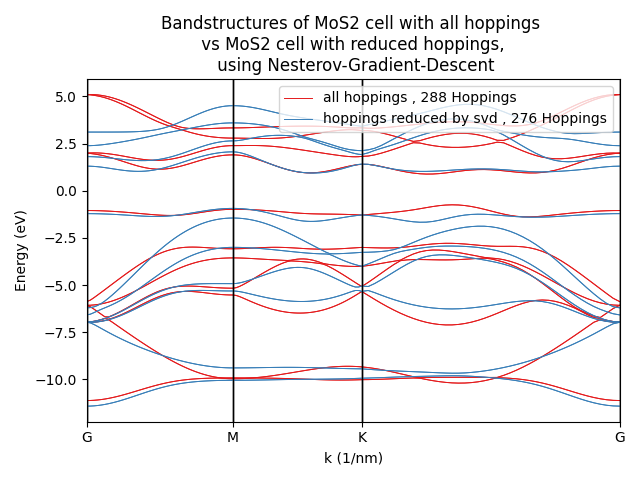 Bandstructures of MoS2 cell with all hoppings
vs MoS2 cell with reduced hoppings,
using Nesterov-Gradient-Descent
all hoppings , 288 Hoppings
hoppings reduced by svd , 276 Hoppings
5.0
2.5
0.0
−2.5
−5.0
−7.5
−10.0
Energy (eV)
G
M
K
G
k (1/nm)